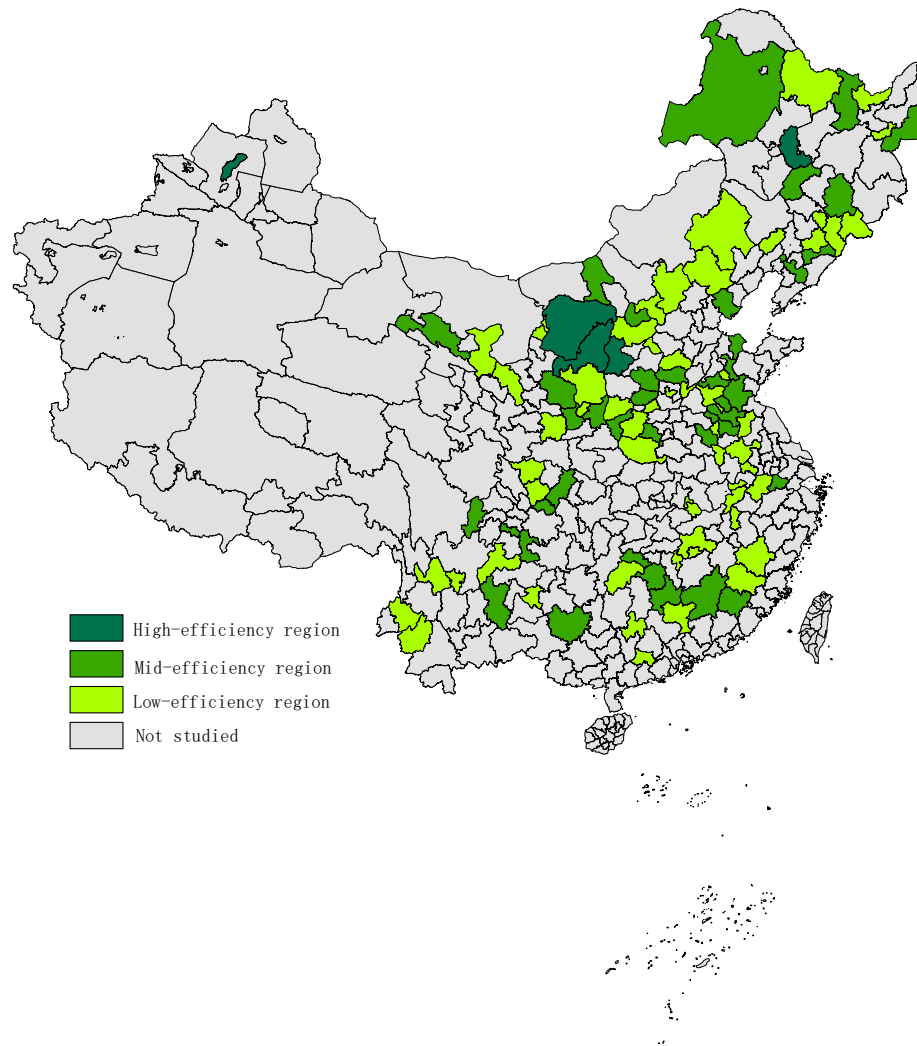 High-efficiency region
Mid-efficiency region
Low-efficiency region
Not studied